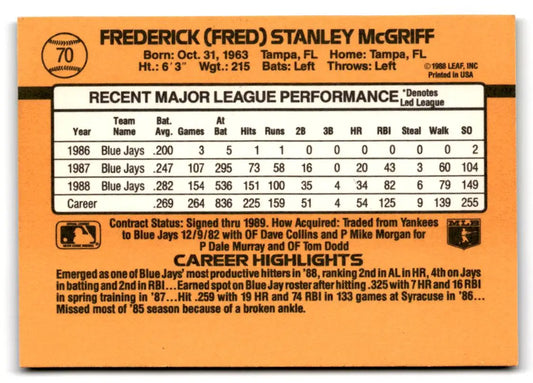 70
FREDERICK (FRED) STANLEY McGRIFF
Born: Oct. 31, 1963 Tampa, FL Home: Tampa, FL
Ht.: 6'3" Wgt.: 215 Bats: Left Throws: Left
©1988 LEAF, INC
Printed in USA
RECENT MAJOR LEAGUE PERFORMANCE *Denotes Led League
Year Team Name Bat. Avg. Games At Bat Hits Runs 2B 3B HR RBI Steal Walk SO
1986 Blue Jays .200 3 5 1 1 0 0 0 0 0 0 2
1987 Blue Jays .247 107 295 73 58 16 0 20 43 3 60 104
1988 Blue Jays .282 154 536 151 100 35 4 34 82 6 79 149
Career .269 264 836 225 159 51 4 54 125 9 139 255
Contract Status: Signed thru 1989. How Acquired: Traded from Yankees
to Blue Jays 12/9/82 with OF Dave Collins and P Mike Morgan for
P Dale Murray and OF Tom Dodd
MLB
CAREER HIGHLIGHTS
Emerged as one of Blue Jays' most productive hitters in '88, ranking 2nd in AL in HR, 4th on Jays
in batting and 2nd in RBI...Earned spot on Blue Jay roster after hitting .325 with 7 HR and 16 RBI
in spring training in '87...Hit .259 with 19 HR and 74 RBI in 133 games at Syracuse in '86...
Missed most of '85 season because of a broken ankle.